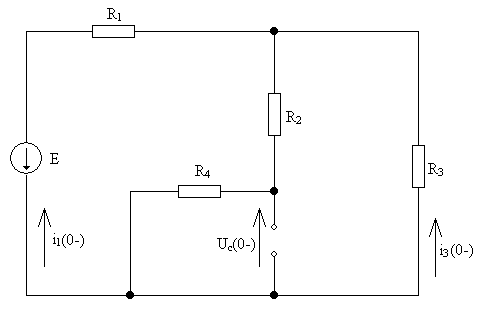 R₁
R₂
E
R₄
R₃
i₁(0-)
Uc(0-)
i₃(0-)